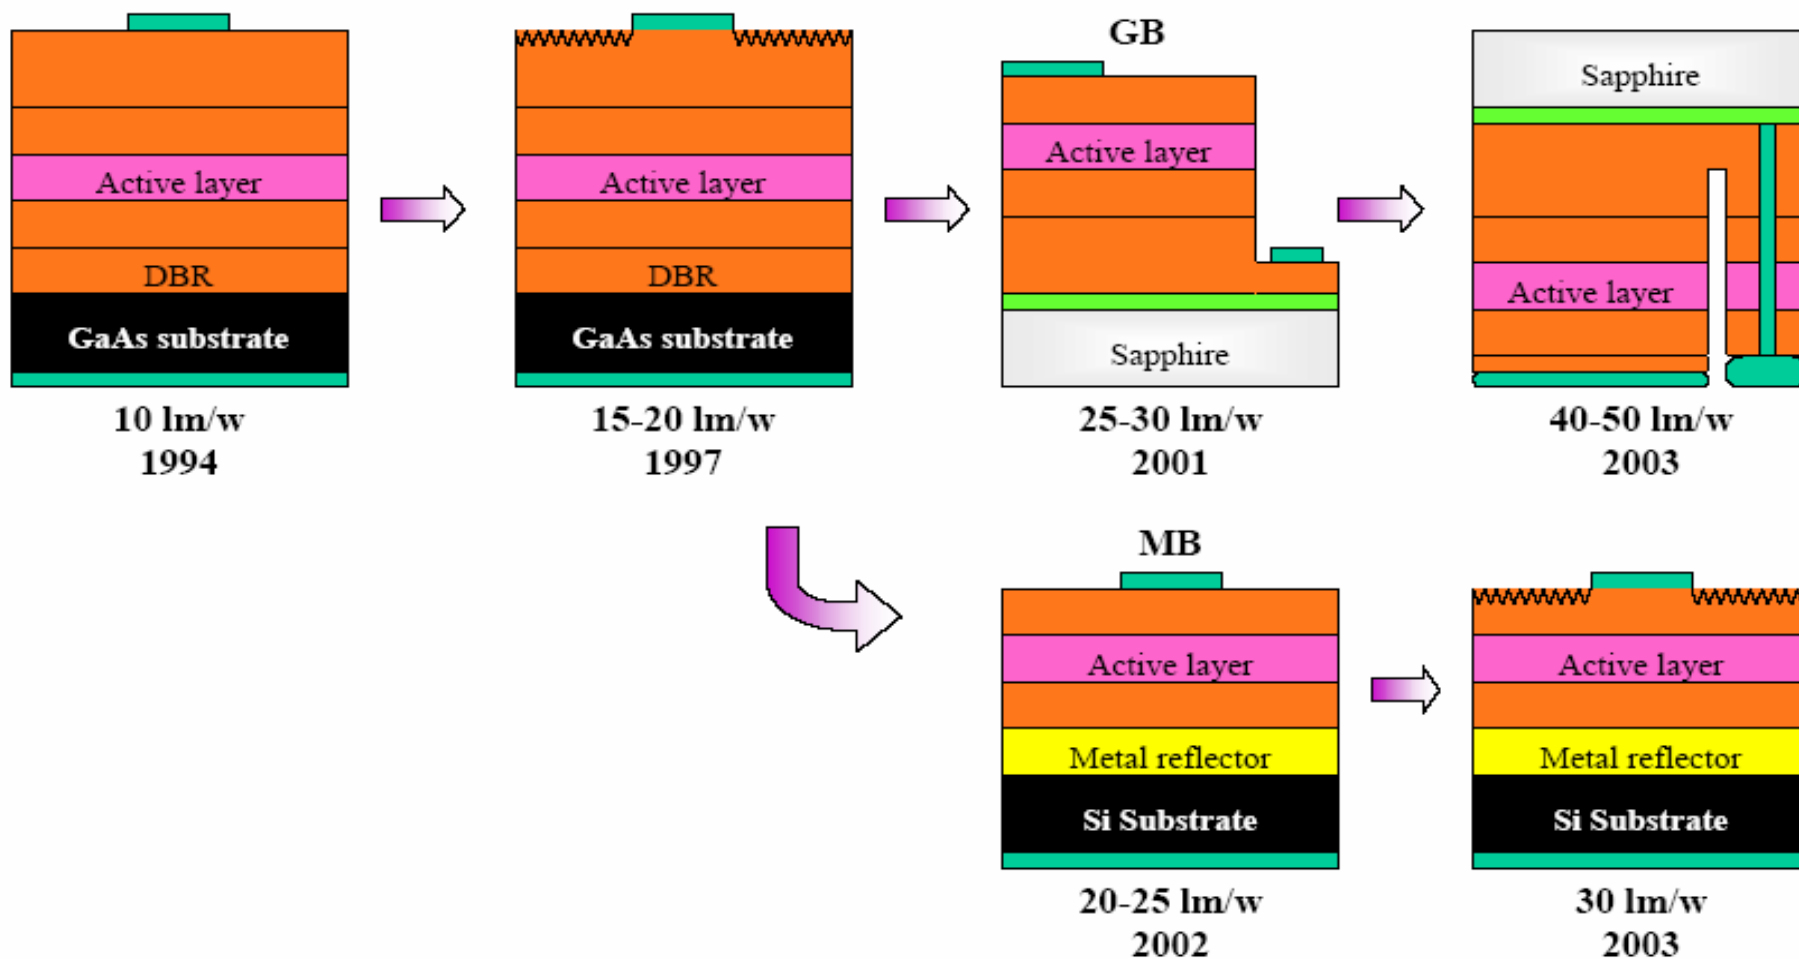 Active layer
DBR
GaAs substrate
10 lm/w
1994
Active layer
DBR
GaAs substrate
15-20 lm/w
1997
GB
Active layer
Sapphire
25-30 lm/w
2001
Sapphire
Active layer
40-50 lm/w
2003
MB
Active layer
Metal reflector
Si Substrate
20-25 lm/w
2002
Active layer
Metal reflector
Si Substrate
30 lm/w
2003